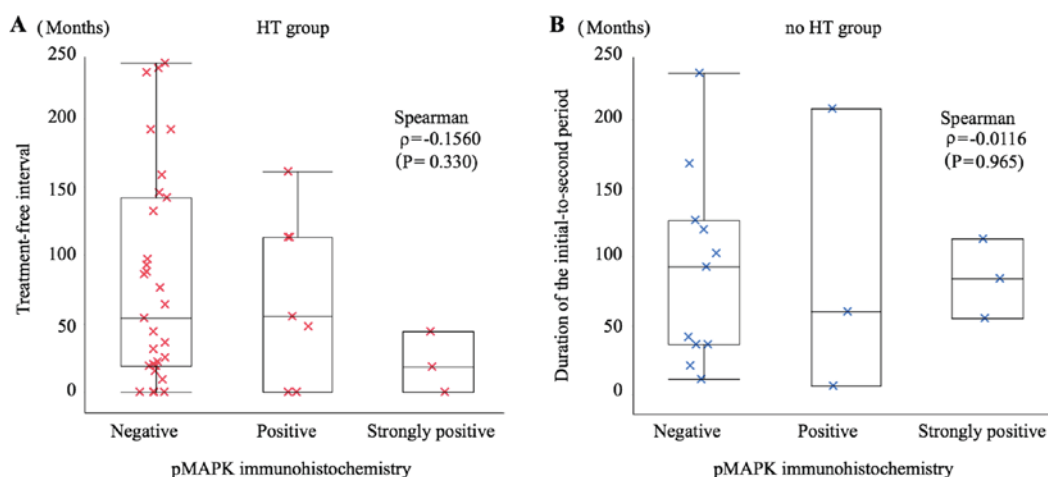 A (Months) HT group
250
200
150
100
50
0
Treatment-free interval
Spearman
ρ=-0.1560
(P = 0.330)
Negative Positive Strongly positive
pMAPK immunohistochemistry
B (Months) no HT group
250
200
150
100
50
0
Duration of the initial-to-second period
Spearman
ρ=-0.0116
(P=0.965)
Negative Positive Strongly positive
pMAPK immunohistochemistry